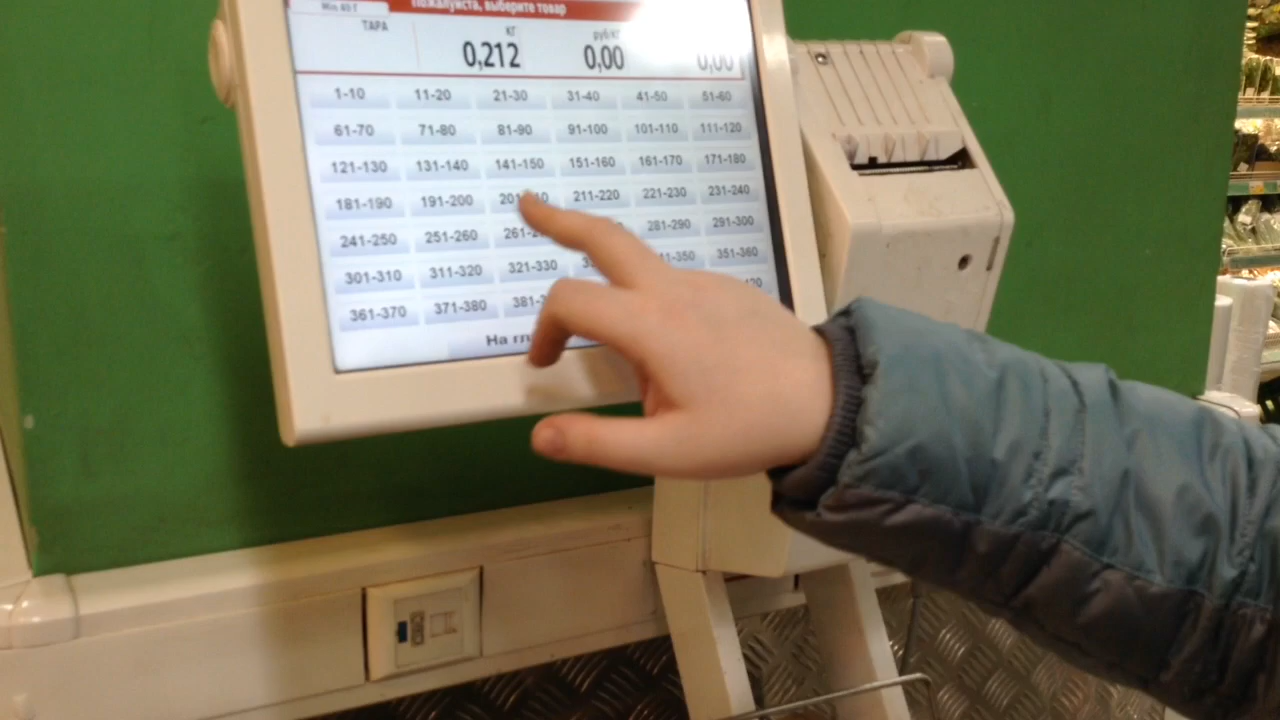 Min 40 г Пожалуйста, выберите товар
ТАРА кг руб/кг
0,212 0,00 0,00
1-10 11-20 21-30 31-40 41-50 51-60
61-70 71-80 81-90 91-100 101-110 111-120
121-130 131-140 141-150 151-160 161-170 171-180
181-190 191-200 211-220 221-230 231-240
241-250 251-260 281-290 291-300
301-310 311-320 321-330 351-360
361-370 371-380
На